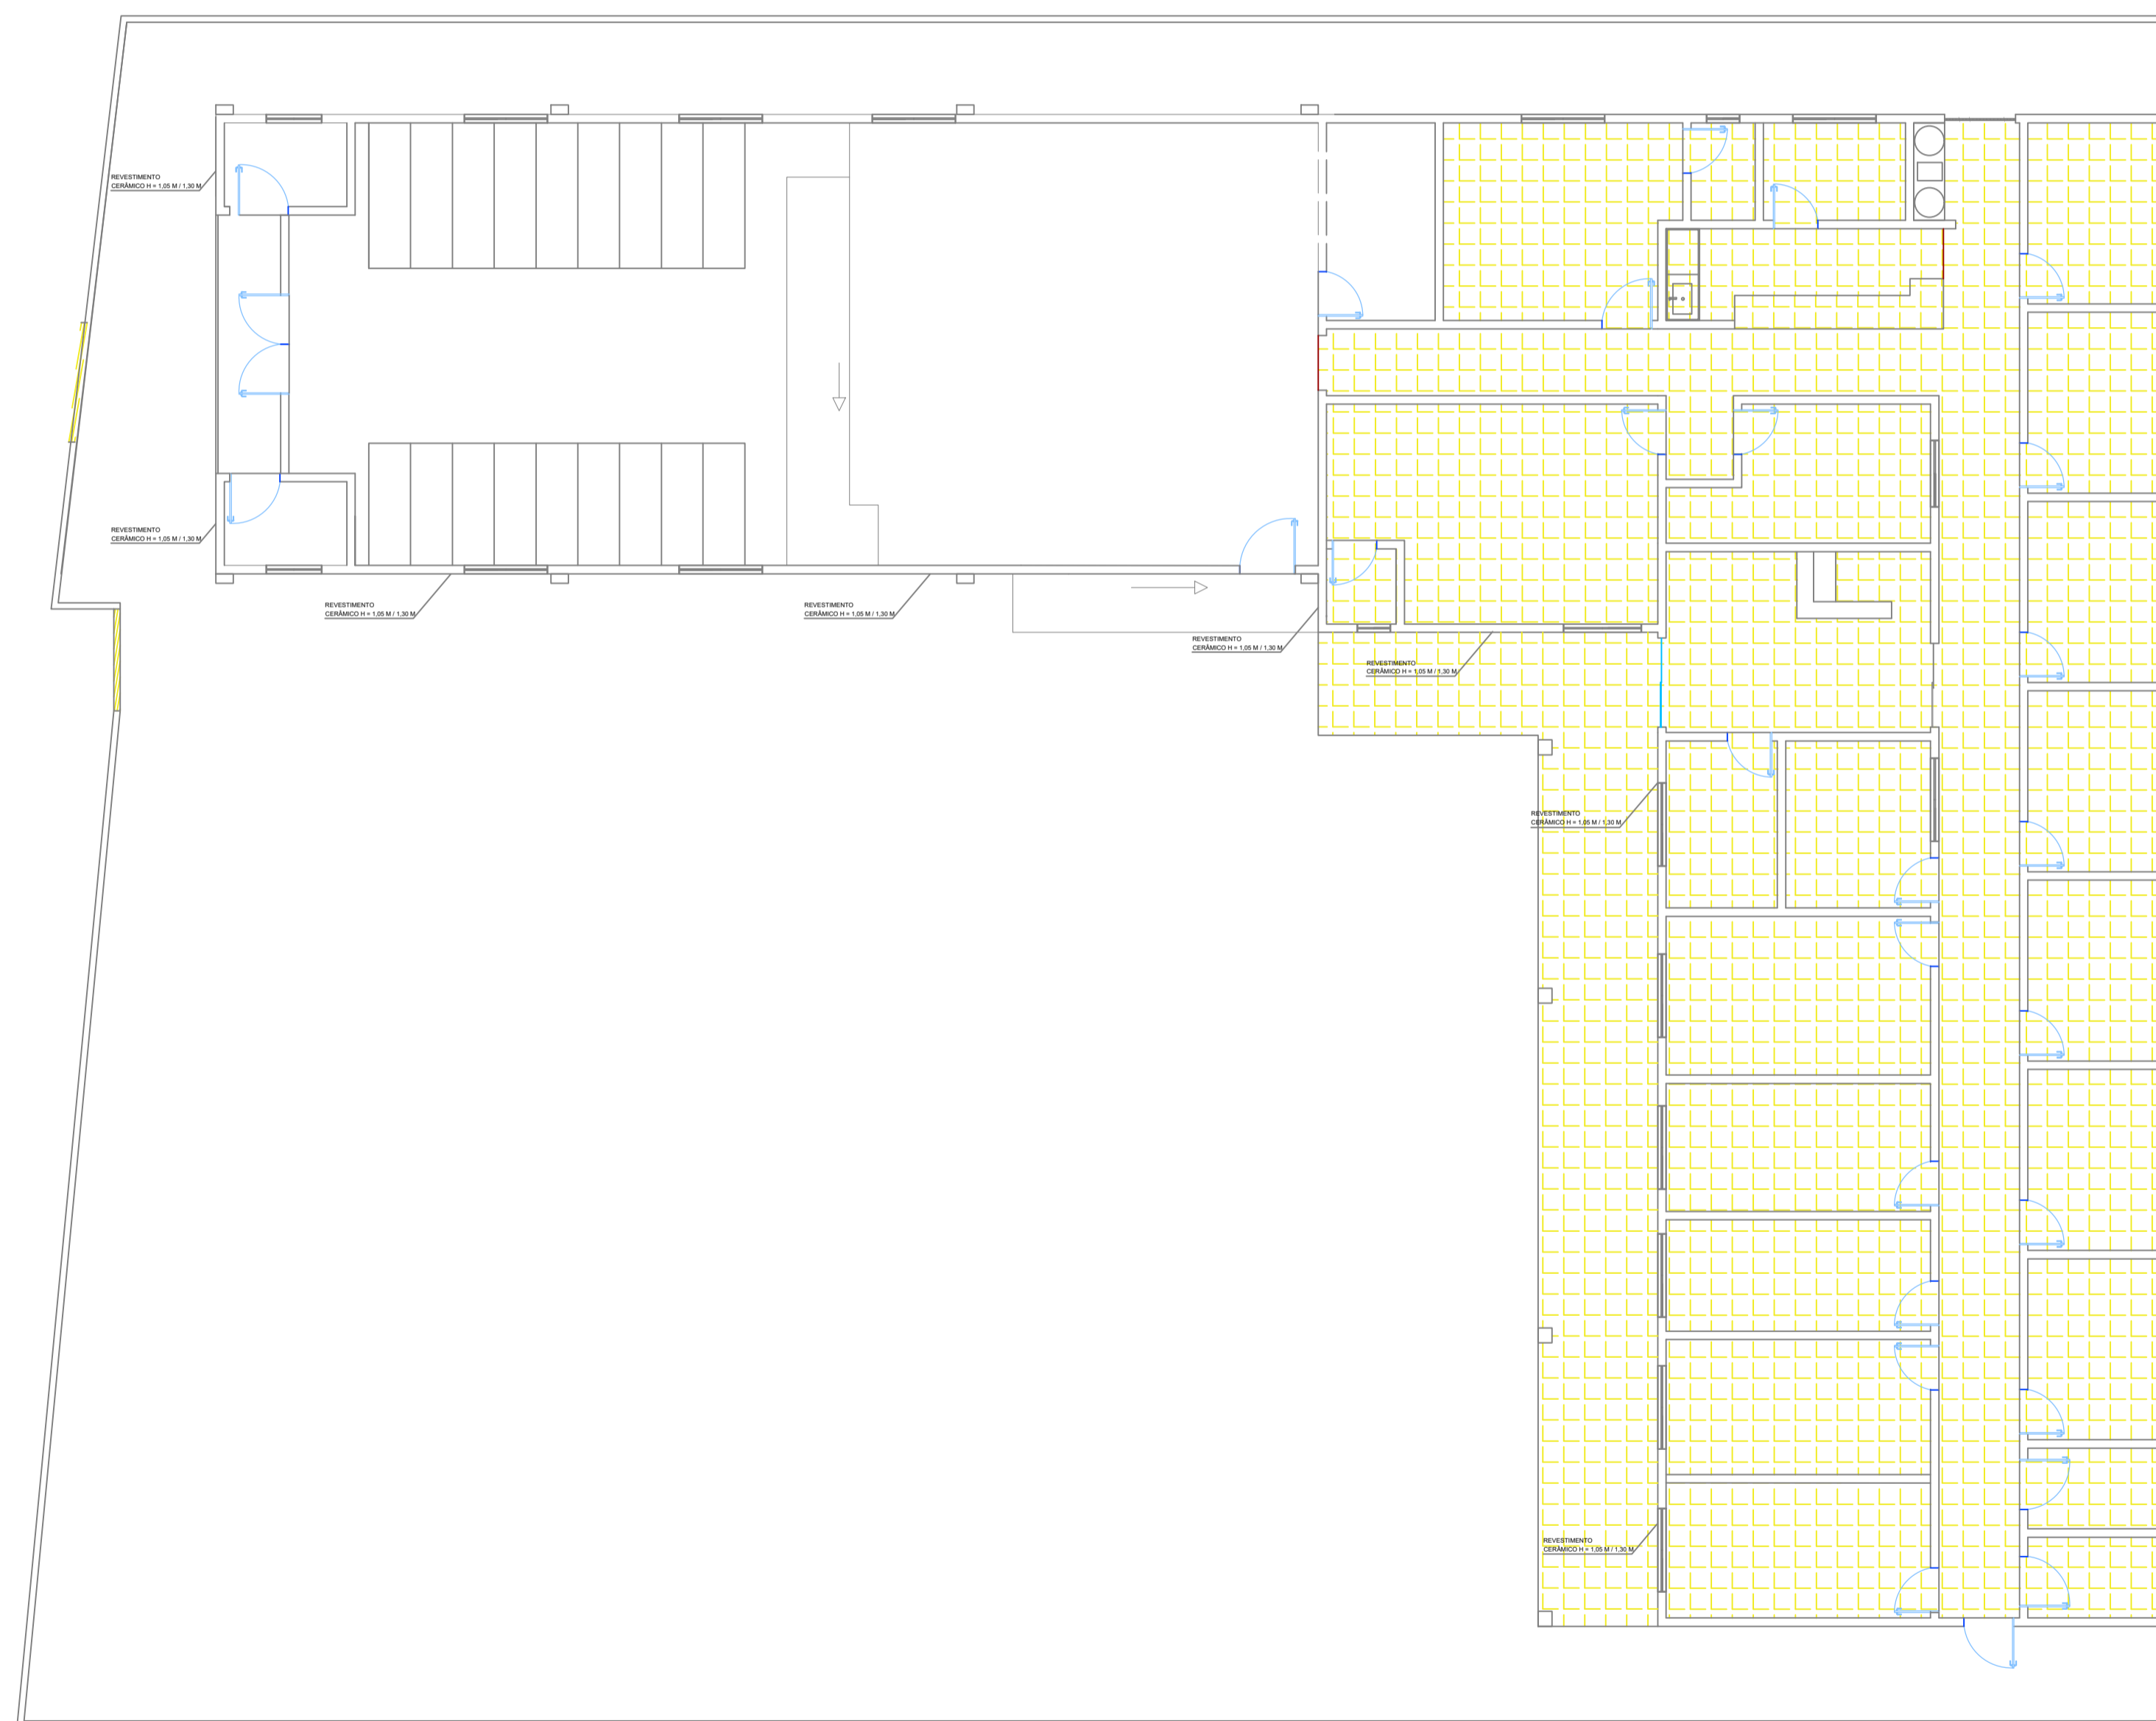 REVESTIMENTO
CERÂMICO H = 1,05 M / 1,30 M
REVESTIMENTO
CERÂMICO H = 1,05 M / 1,30 M
REVESTIMENTO
CERÂMICO H = 1,05 M / 1,30 M
REVESTIMENTO
CERÂMICO H = 1,05 M / 1,30 M
REVESTIMENTO
CERÂMICO H = 1,05 M / 1,30 M
REVESTIMENTO
CERÂMICO H = 1,05 M / 1,30 M
REVESTIMENTO
CERÂMICO H = 1,05 M / 1,30 M
REVESTIMENTO
CERÂMICO H = 1,05 M / 1,30 M